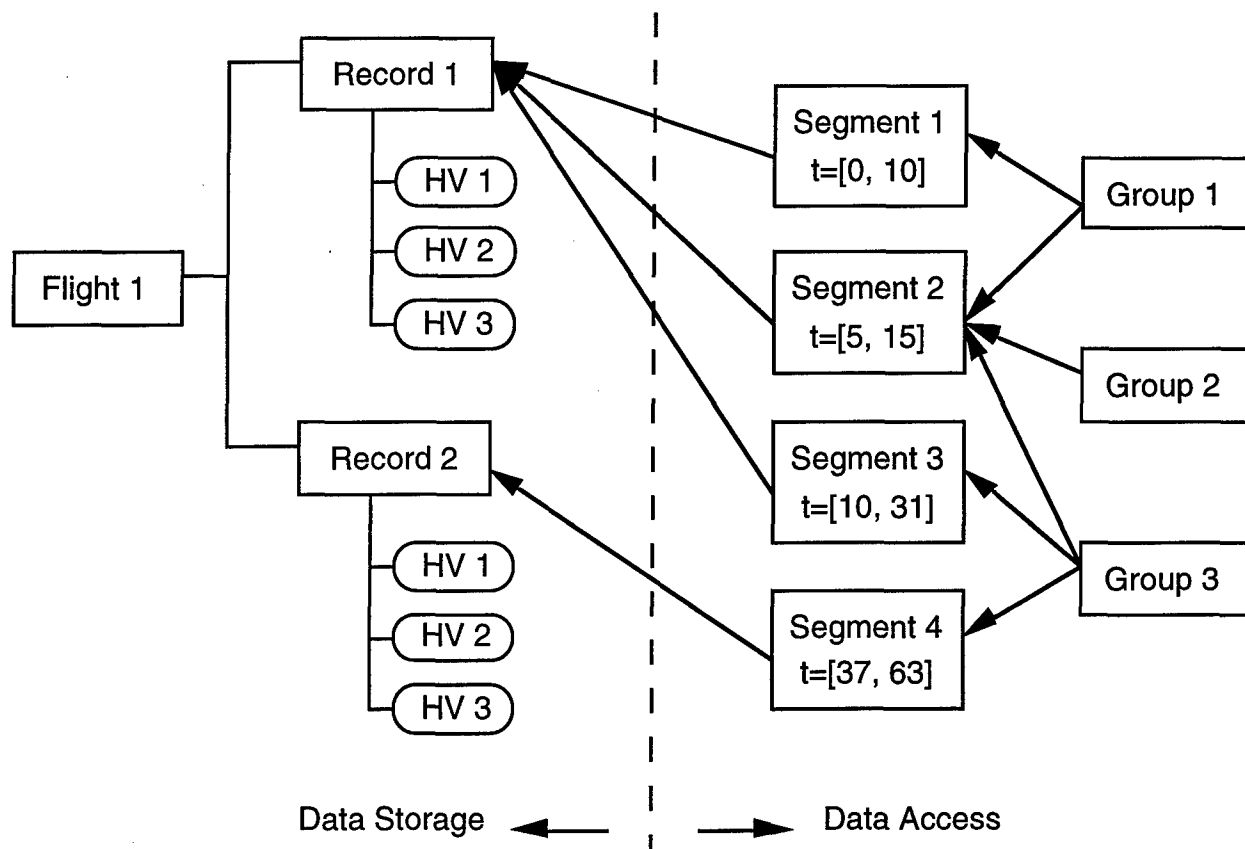 Record 1
HV 1
HV 2
HV 3
Flight 1
Record 2
HV 1
HV 2
HV 3
Segment 1
t=[0, 10]
Segment 2
t=[5, 15]
Segment 3
t=[10, 31]
Segment 4
t=[37, 63]
Group 1
Group 2
Group 3
Data Storage
Data Access